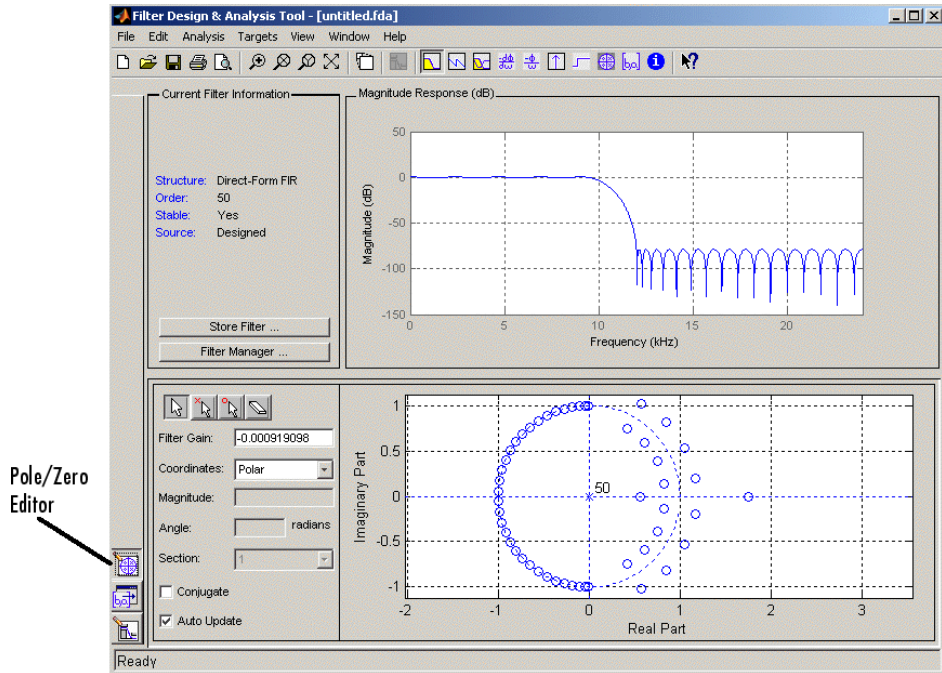 Filter Design & Analysis Tool - [untitled.fda]
File Edit Analysis Targets View Window Help
Current Filter Information
Structure: Direct-Form FIR
Order: 50
Stable: Yes
Source: Designed
Store Filter ...
Filter Manager ...
Magnitude Response (dB)
50
0
-50
-100
-150
Magnitude (dB)
0 5 10 15 20
Frequency (kHz)
Filter Gain: -0.000919098
Coordinates: Polar
Magnitude:
Angle: radians
Section: 1
Conjugate
Auto Update
1
0.5
0
-0.5
-1
Imaginary Part
50
-2 -1 0 1 2 3
Real Part
Pole/Zero
Editor
Ready